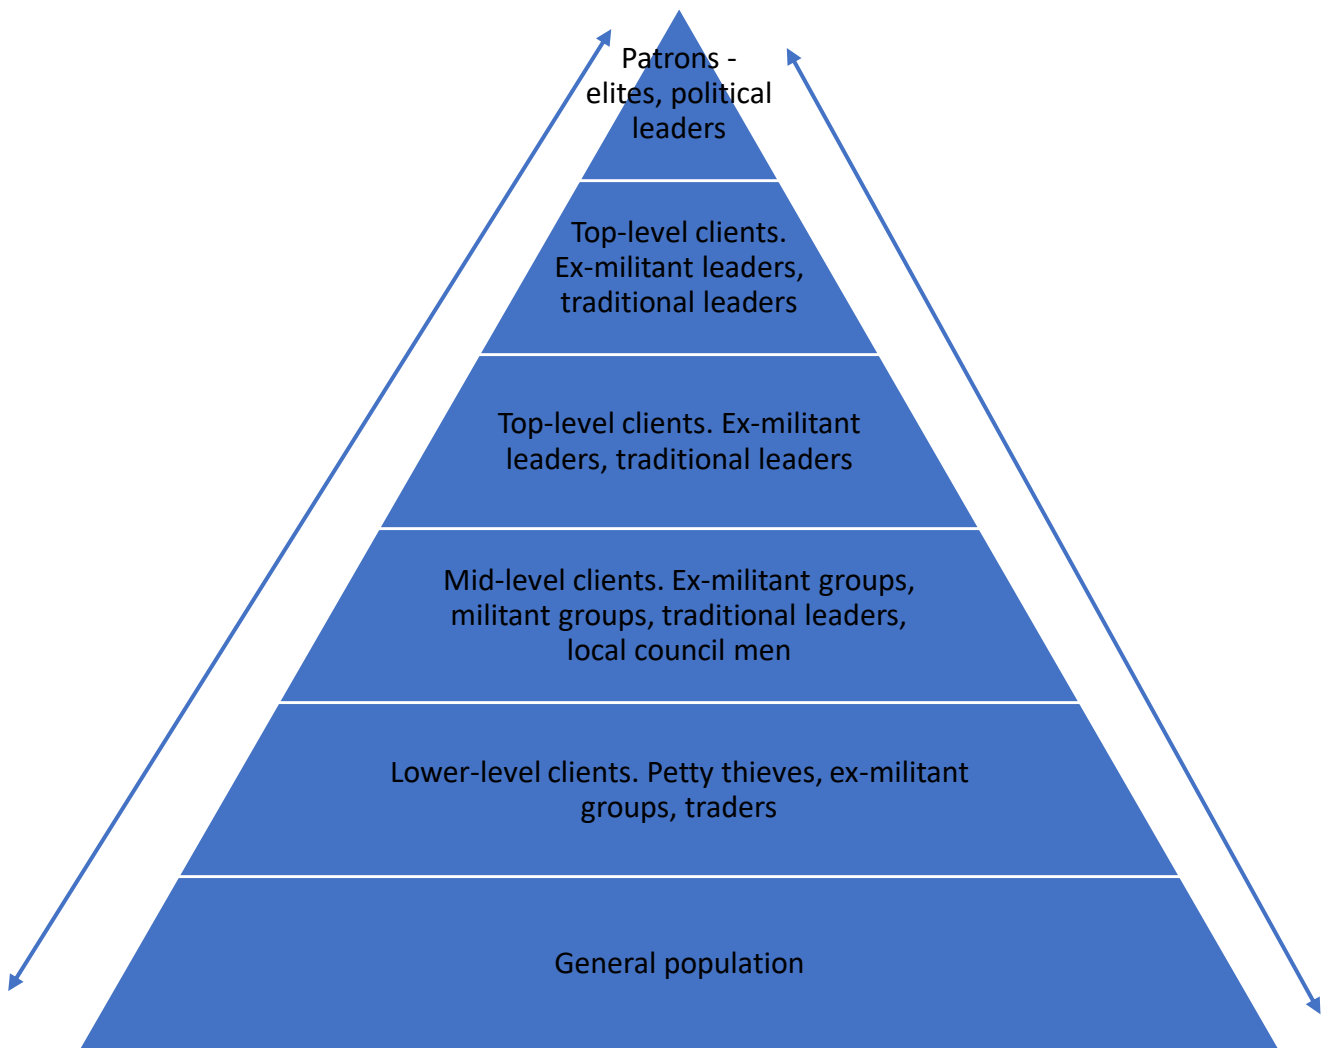 Patrons -
elites, political
leaders
Top-level clients.
Ex-militant leaders,
traditional leaders
Top-level clients. Ex-militant
leaders, traditional leaders
Mid-level clients. Ex-militant groups,
militant groups, traditional leaders,
local council men
Lower-level clients. Petty thieves, ex-militant
groups, traders
General population